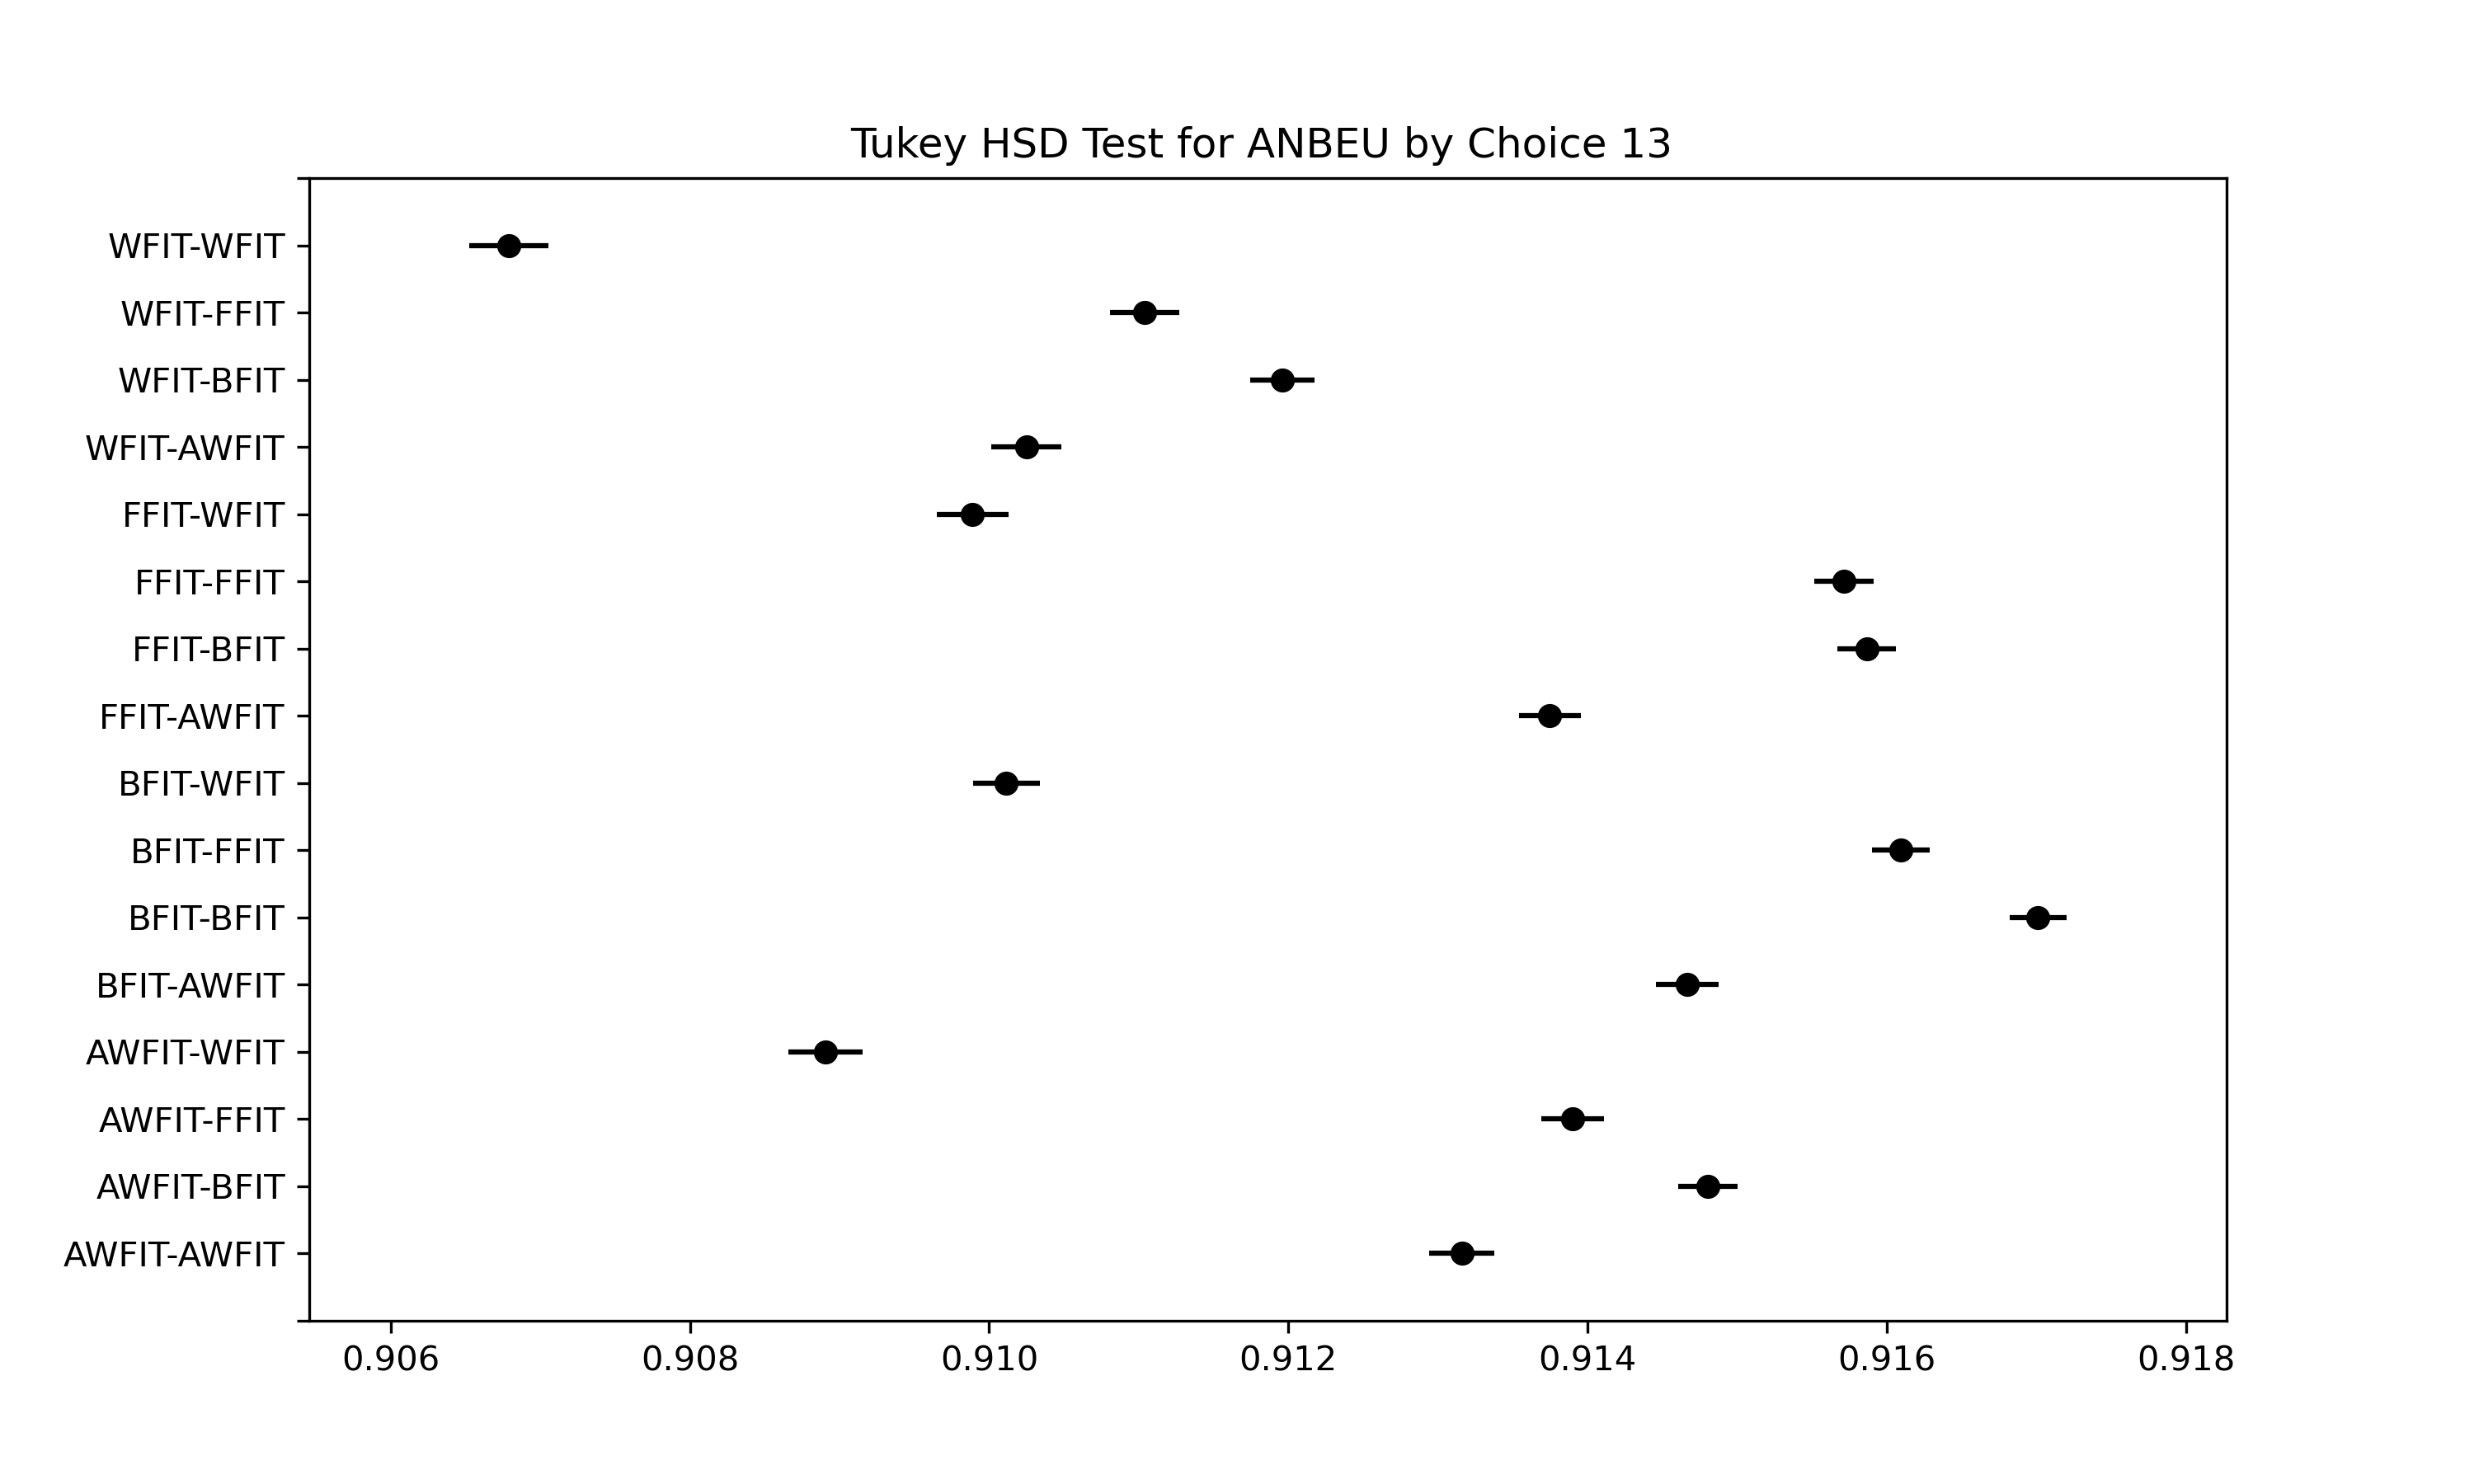 Tukey HSD Test for ANBEU by Choice 13
WFIT-WFIT
WFIT-FFIT
WFIT-BFIT
WFIT-AWFIT
FFIT-WFIT
FFIT-FFIT
FFIT-BFIT
FFIT-AWFIT
BFIT-WFIT
BFIT-FFIT
BFIT-BFIT
BFIT-AWFIT
AWFIT-WFIT
AWFIT-FFIT
AWFIT-BFIT
AWFIT-AWFIT
0.906 0.908 0.910 0.912 0.914 0.916 0.918